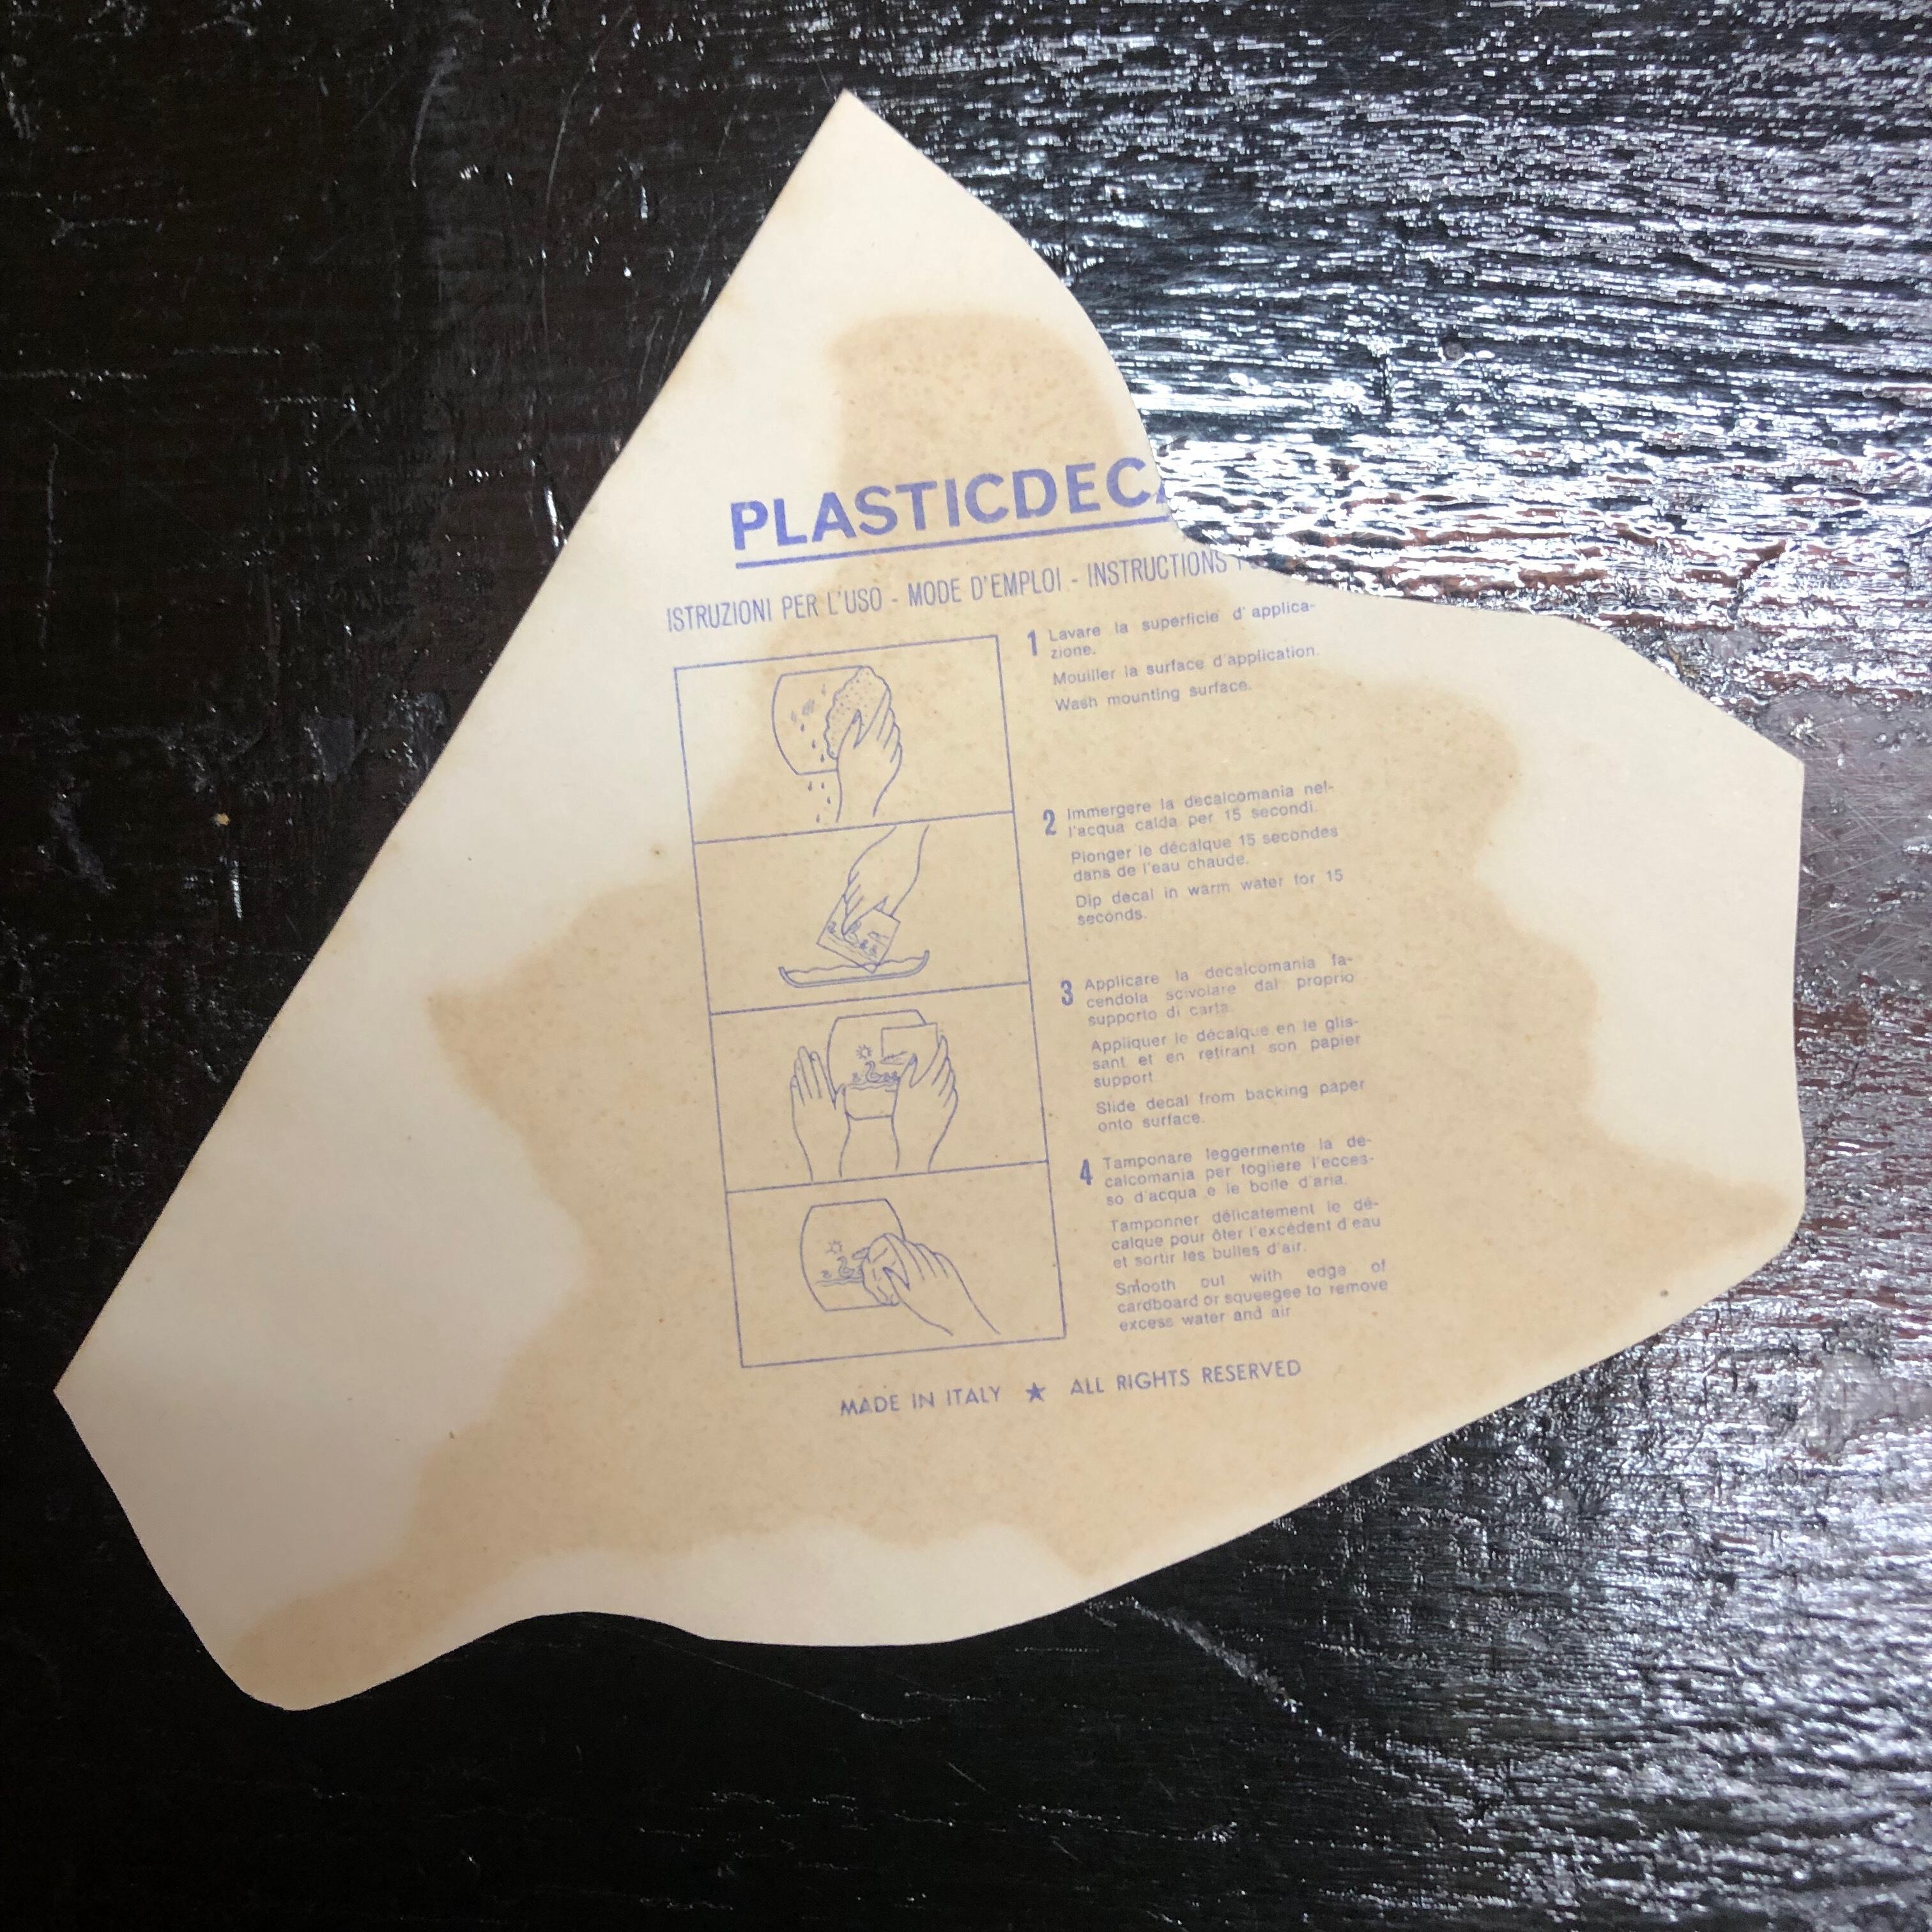 PLASTICDECA
ISTRUZIONI PER L'USO - MODE D'EMPLOI - INSTRUCTIONS
1 Lavare la superficie d'applica-
zione.
Mouiller la surface d'application.
Wash mounting surface.
2 Immergere la decalcomania nel-
l'acqua calda per 15 secondi.
Plonger le décalque 15 secondes
dans de l'eau chaude.
Dip decal in warm water for 15
seconds.
3 Applicare la decalcomania fa-
cendola scivolare dal proprio
supporto di carta.
Appliquer le décalque en le glis-
sant et en retirant son papier
support
Slide decal from backing paper
onto surface.
4 Tamponare leggermente la de-
calcomania per togliere l'ecces-
so d'acqua e le bolle d'aria.
Tamponner délicatement le dé-
calque pour ôter l'excédent d'eau
et sortir les bulles d'air.
Smooth out with edge of
cardboard or squeegee to remove
excess water and air
MADE IN ITALY ★ ALL RIGHTS RESERVED